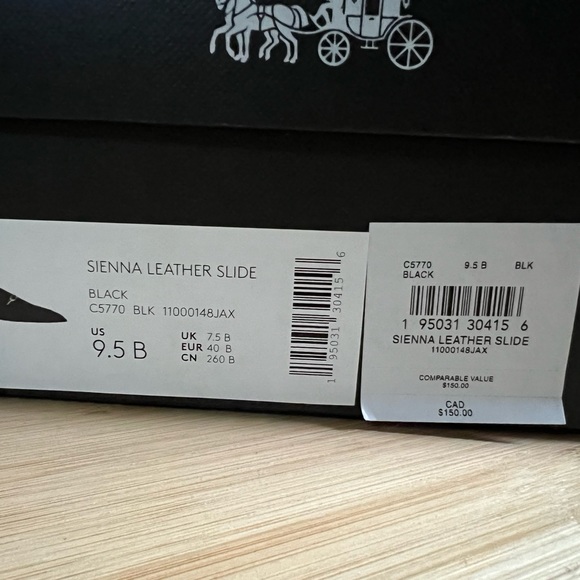 SIENNA LEATHER SLIDE
BLACK
C5770 BLK 11000148JAX
US
9.5 B
UK 7.5 B
EUR 40 B
CN 260 B
1 95031 30415 6
C5770 9.5 B BLK
BLACK
1 95031 30415 6
SIENNA LEATHER SLIDE
11000148JAX
COMPARABLE VALUE
$150.00
CAD
$150.00